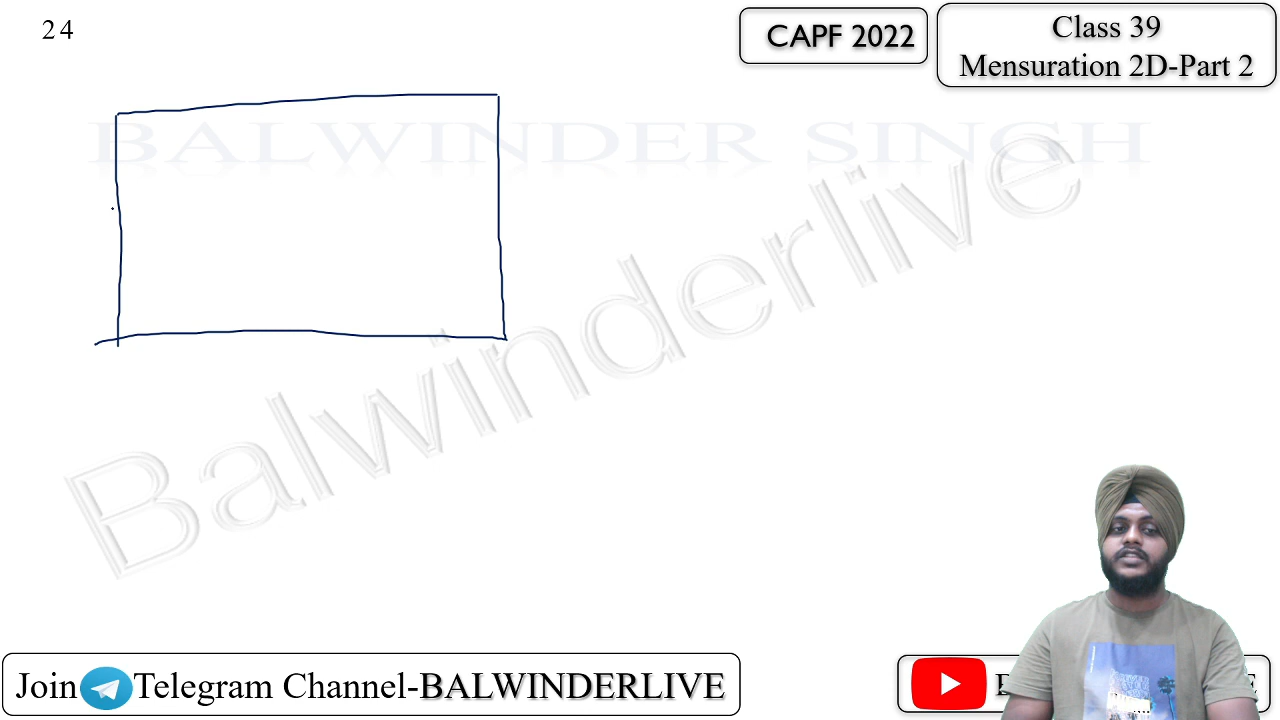 24
CAPF 2022
Class 39
Mensuration 2D-Part 2
BALWINDER SINGH
Balwinderlive
Join Telegram Channel-BALWINDERLIVE